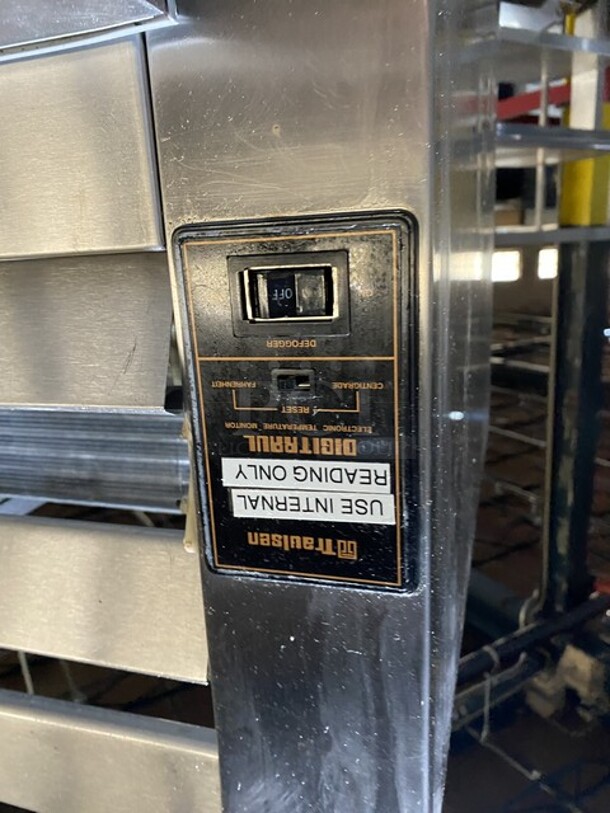 Traulsen
USE INTERNAL
READING ONLY
DIGITRAUL
ELECTRONIC TEMPERATURE MONITOR
RESET
CENTIGRADE FAHRENHEIT
DEFOGGER
OFF